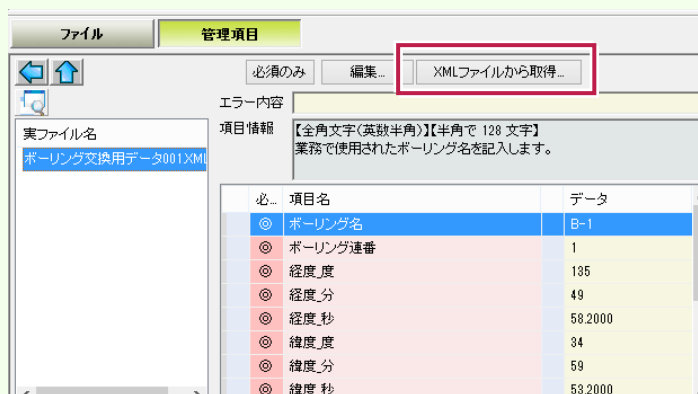 ファイル
管理項目
必須のみ
編集...
XMLファイルから取得...
エラー内容
項目情報
【全角文字(英数半角)】【半角で 128 文字】
業務で使用されたボーリング名を記入します。
実ファイル名
ボーリング交換用データ001.XML
必... 項目名 データ
◎ ボーリング名 B-1
◎ ボーリング連番 1
◎ 経度_度 135
◎ 経度_分 49
◎ 経度_秒 58.2000
◎ 緯度_度 34
◎ 緯度_分 59
◎ 緯度_秒 53.2000